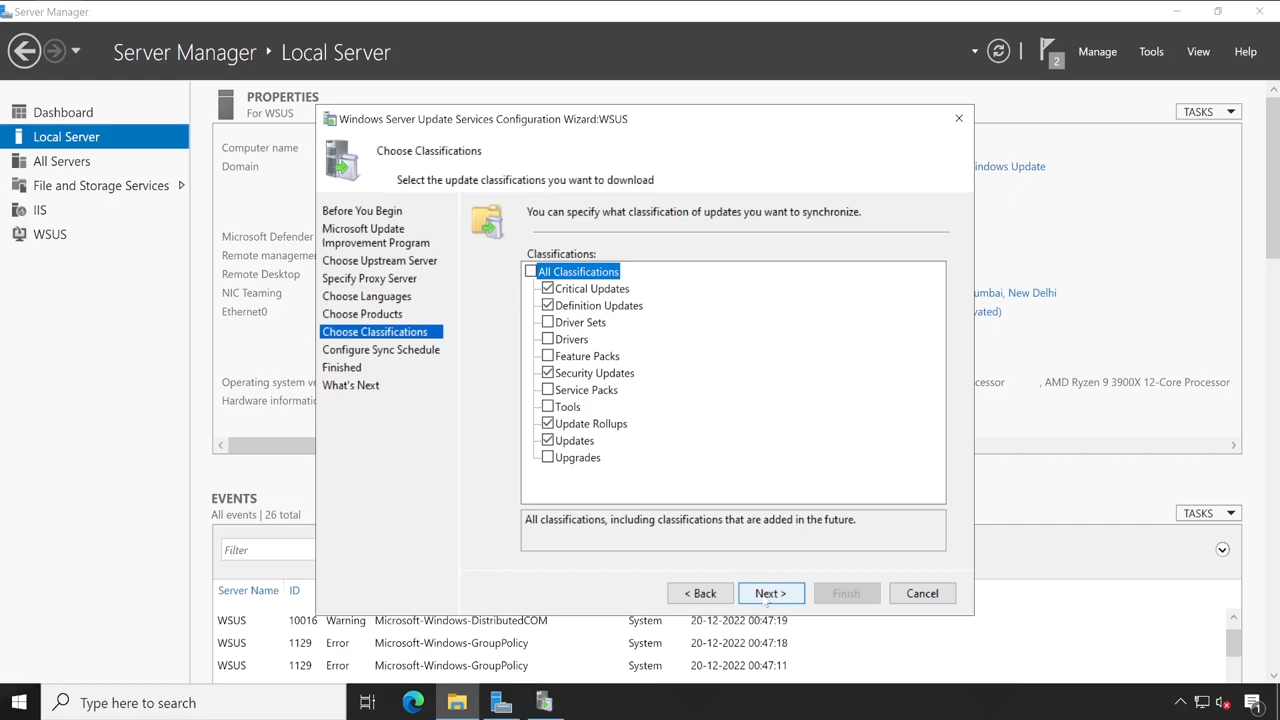 Server Manager
Server Manager ‣ Local Server
2
Manage
Tools
View
Help
Dashboard
Local Server
All Servers
File and Storage Services
IIS
WSUS
PROPERTIES
For WSUS
TASKS
Computer name
Domain
indows Update
Microsoft Defender
Remote manageme
Remote Desktop
NIC Teaming
Ethernet0
umbai, New Delhi
vated)
Operating system ve
Hardware informatio
cessor
, AMD Ryzen 9 3900X 12-Core Processor
Windows Server Update Services Configuration Wizard:WSUS
Choose Classifications
Select the update classifications you want to download
Before You Begin
Microsoft Update
Improvement Program
Choose Upstream Server
Specify Proxy Server
Choose Languages
Choose Products
Choose Classifications
Configure Sync Schedule
Finished
What's Next
You can specify what classification of updates you want to synchronize.
Classifications:
All Classifications
Critical Updates
Definition Updates
Driver Sets
Drivers
Feature Packs
Security Updates
Service Packs
Tools
Update Rollups
Updates
Upgrades
All classifications, including classifications that are added in the future.
< Back
Next >
Finish
Cancel
EVENTS
All events | 26 total
TASKS
Filter
Server Name ID
WSUS 10016 Warning Microsoft-Windows-DistributedCOM System 20-12-2022 00:47:19
WSUS 1129 Error Microsoft-Windows-GroupPolicy System 20-12-2022 00:47:18
WSUS 1129 Error Microsoft-Windows-GroupPolicy System 20-12-2022 00:47:11
Type here to search
1